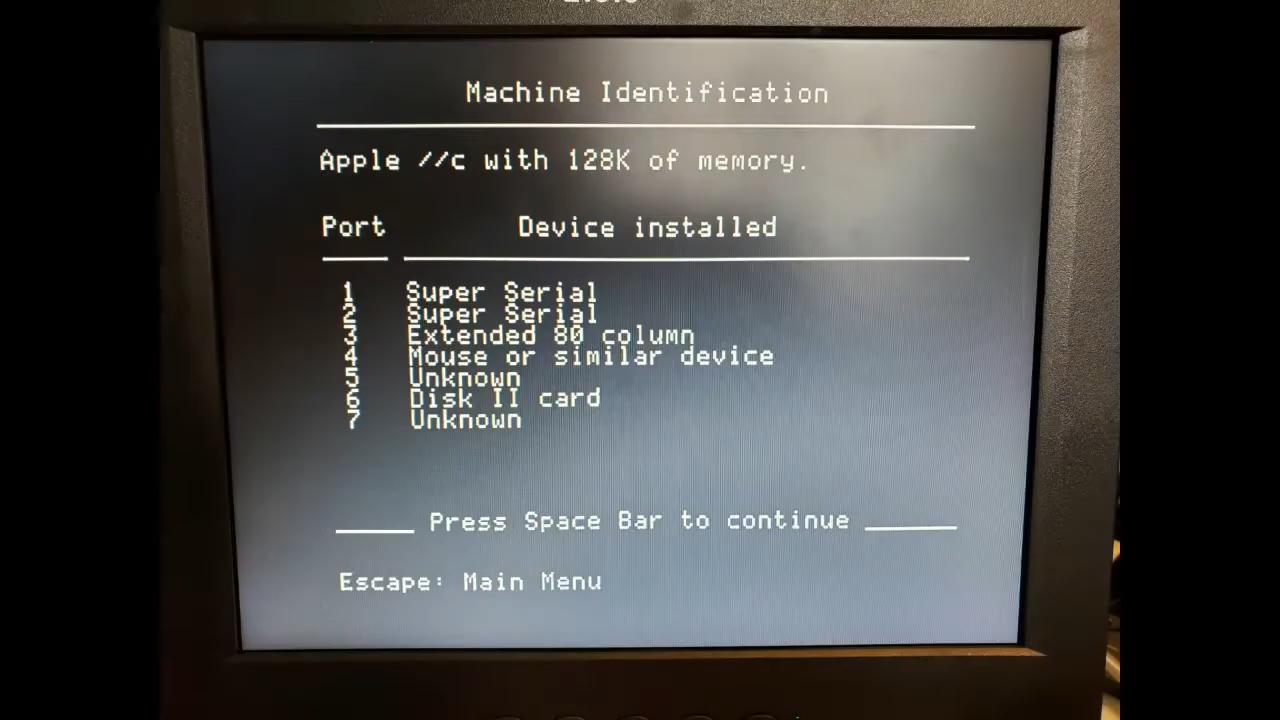 Machine Identification
Apple //c with 128K of memory.
Port Device installed
1 Super Serial
2 Super Serial
3 Extended 80 column
4 Mouse or similar device
5 Unknown
6 Disk II card
7 Unknown
Press Space Bar to continue
Escape: Main Menu